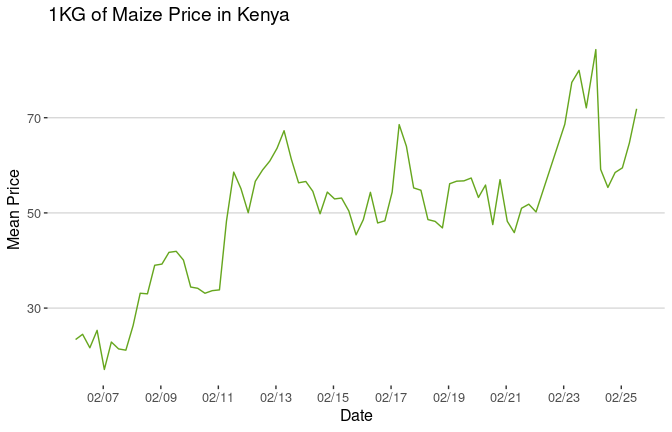 1KG of Maize Price in Kenya
Mean Price
70
50
30
02/07 02/09 02/11 02/13 02/15 02/17 02/19 02/21 02/23 02/25
Date